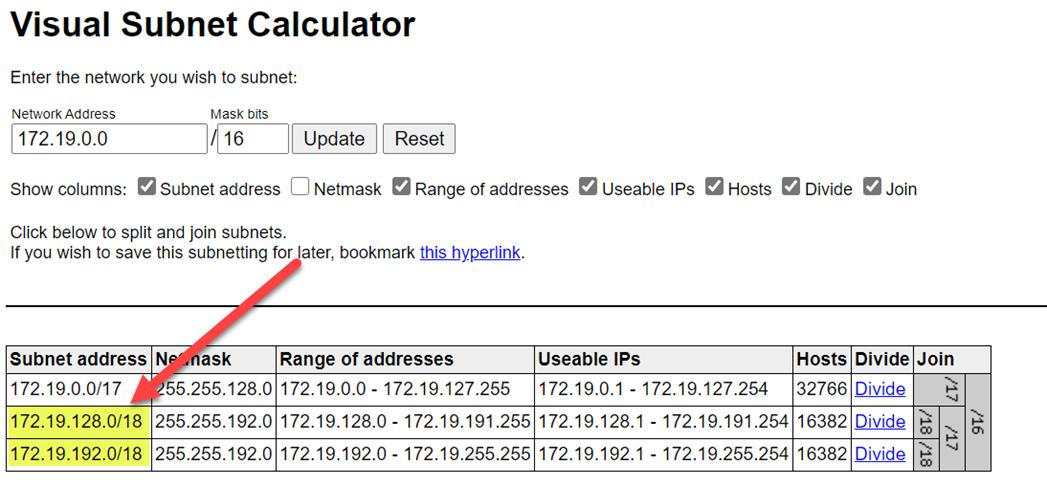 Visual Subnet Calculator
Enter the network you wish to subnet:
Network Address Mask bits
172.19.0.0 / 16 Update Reset
Show columns: Subnet address Netmask Range of addresses Useable IPs Hosts Divide Join
Click below to split and join subnets.
If you wish to save this subnetting for later, bookmark this hyperlink.
Subnet address Netmask Range of addresses Useable IPs Hosts Divide Join
172.19.0.0/17 255.255.128.0 172.19.0.0 - 172.19.127.255 172.19.0.1 - 172.19.127.254 32766 Divide /17 /16
172.19.128.0/18 255.255.192.0 172.19.128.0 - 172.19.191.255 172.19.128.1 - 172.19.191.254 16382 Divide /18 /17
172.19.192.0/18 255.255.192.0 172.19.192.0 - 172.19.255.255 172.19.192.1 - 172.19.255.254 16382 Divide /18